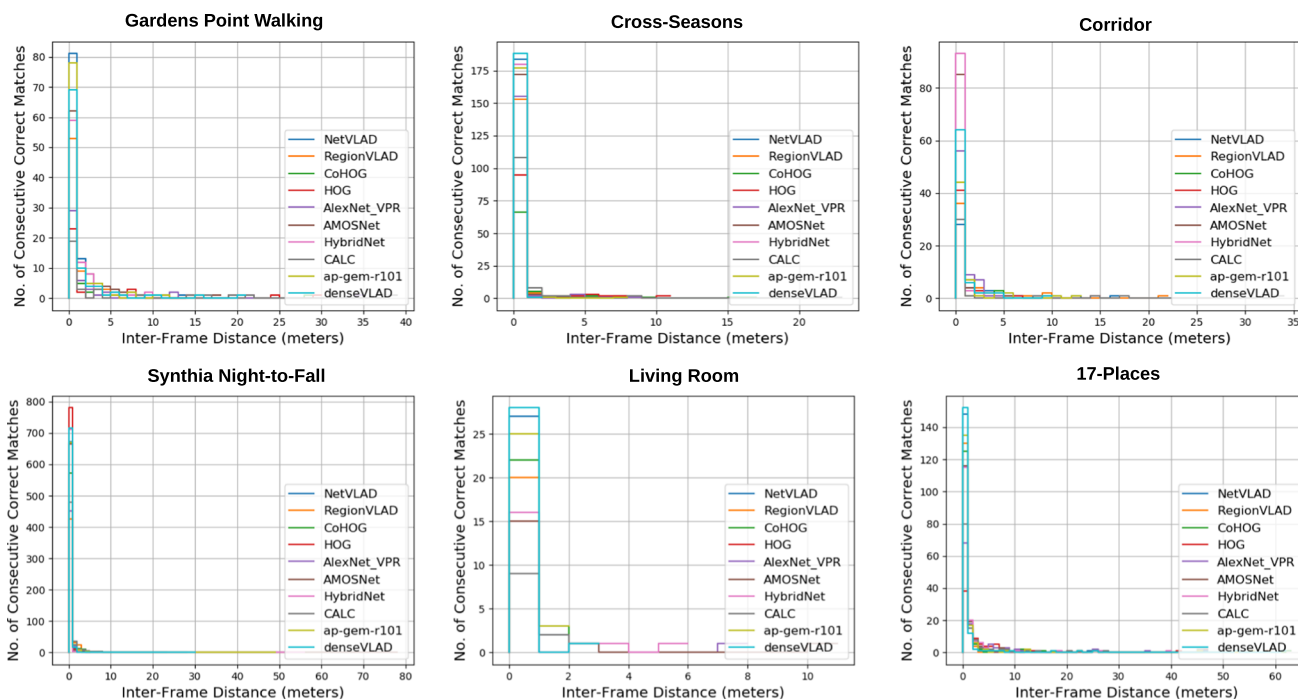 Gardens Point Walking
No. of Consecutive Correct Matches
80
70
60
50
40
30
20
10
0
NetVLAD
RegionVLAD
CoHOG
HOG
AlexNet_VPR
AMOSNet
HybridNet
CALC
ap-gem-r101
denseVLAD
0 5 10 15 20 25 30 35 40
Inter-Frame Distance (meters)
Cross-Seasons
No. of Consecutive Correct Matches
175
150
125
100
75
50
25
0
NetVLAD
RegionVLAD
CoHOG
HOG
AlexNet_VPR
AMOSNet
HybridNet
CALC
ap-gem-r101
denseVLAD
0 5 10 15 20
Inter-Frame Distance (meters)
Corridor
No. of Consecutive Correct Matches
80
60
40
20
0
NetVLAD
RegionVLAD
CoHOG
HOG
AlexNet_VPR
AMOSNet
HybridNet
CALC
ap-gem-r101
denseVLAD
0 5 10 15 20 25 30 35
Inter-Frame Distance (meters)
Synthia Night-to-Fall
No. of Consecutive Correct Matches
800
700
600
500
400
300
200
100
0
NetVLAD
RegionVLAD
CoHOG
HOG
AlexNet_VPR
AMOSNet
HybridNet
CALC
ap-gem-r101
denseVLAD
0 10 20 30 40 50 60 70 80
Inter-Frame Distance (meters)
Living Room
No. of Consecutive Correct Matches
25
20
15
10
5
0
NetVLAD
RegionVLAD
CoHOG
HOG
AlexNet_VPR
AMOSNet
HybridNet
CALC
ap-gem-r101
denseVLAD
0 2 4 6 8 10
Inter-Frame Distance (meters)
17-Places
No. of Consecutive Correct Matches
140
120
100
80
60
40
20
0
NetVLAD
RegionVLAD
CoHOG
HOG
AlexNet_VPR
AMOSNet
HybridNet
CALC
ap-gem-r101
denseVLAD
0 10 20 30 40 50 60
Inter-Frame Distance (meters)